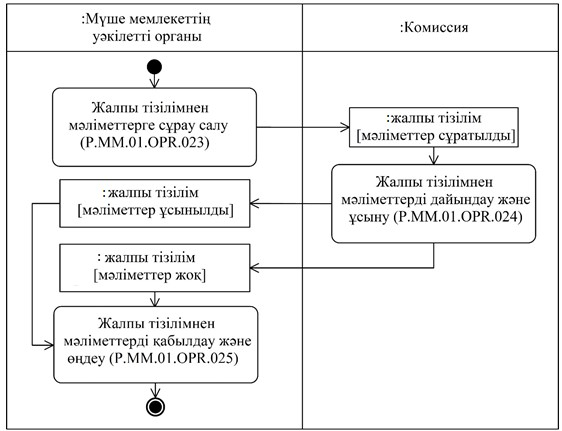 :Мүше мемлекеттің
уәкілетті органы
:Комиссия
Жалпы тізілімнен
мәліметтерге сұрау салу
(P.MM.01.OPR.023)
:жалпы тізілім
[мәліметтер сұратылды]
Жалпы тізілімнен
мәліметтерді дайындау және
ұсыну (P.MM.01.OPR.024)
:жалпы тізілім
[мәліметтер ұсынылды]
: жалпы тізілім
[мәліметтер жоқ]
Жалпы тізілімнен
мәліметтерді қабылдау және
өңдеу (P.MM.01.OPR.025)